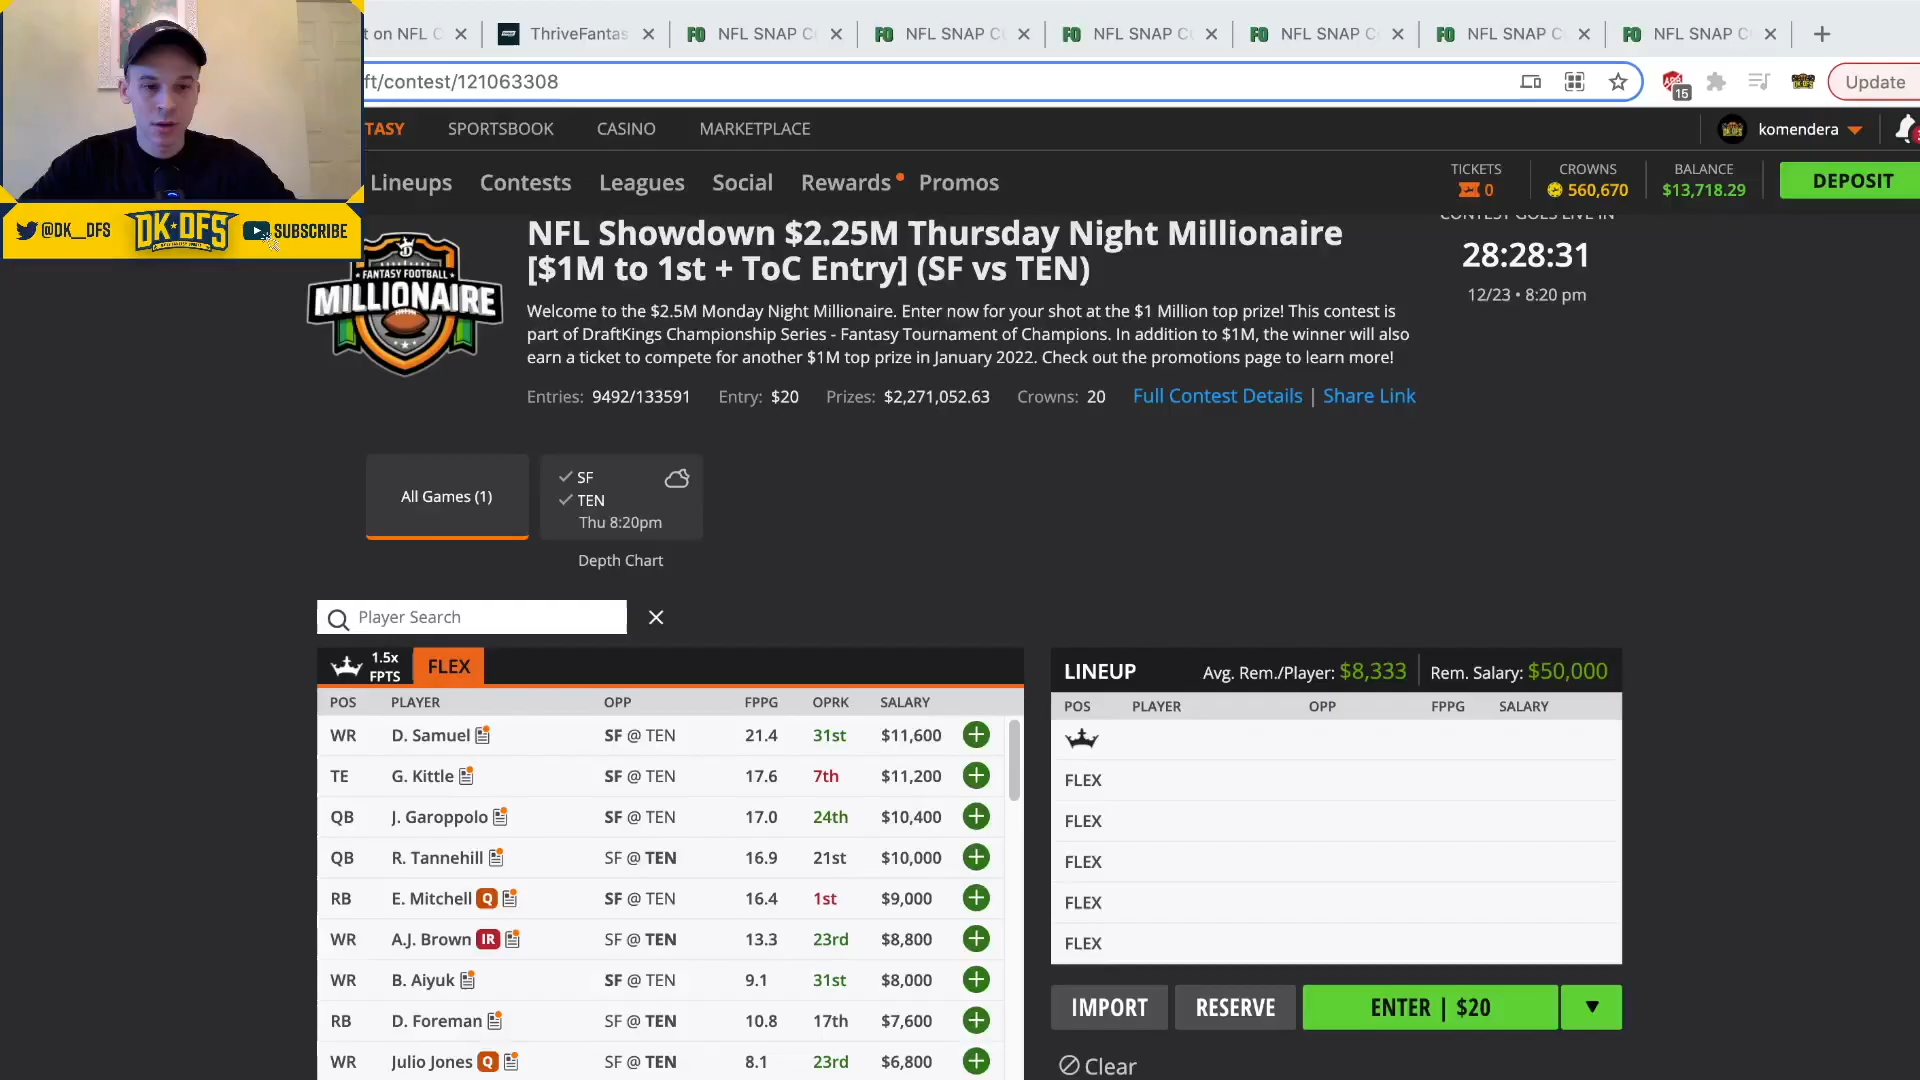 t on NFL C
ThriveFantas
NFL SNAP C
NFL SNAP CU
NFL SNAP CU
NFL SNAP C
NFL SNAP C
NFL SNAP C
ft/contest/121063308
15
Update
TASY SPORTSBOOK CASINO MARKETPLACE
komendera
Lineups Contests Leagues Social Rewards Promos
TICKETS
0
CROWNS
560,670
BALANCE
$13,718.29
DEPOSIT
@DK__DFS
DK DFS
SUBSCRIBE
FANTASY FOOTBALL
MILLIONAIRE
NFL Showdown $2.25M Thursday Night Millionaire
[$1M to 1st + ToC Entry] (SF vs TEN)
CONTEST GOES LIVE IN
28:28:31
12/23 • 8:20 pm
Welcome to the $2.5M Monday Night Millionaire. Enter now for your shot at the $1 Million top prize! This contest is
part of DraftKings Championship Series - Fantasy Tournament of Champions. In addition to $1M, the winner will also
earn a ticket to compete for another $1M top prize in January 2022. Check out the promotions page to learn more!
Entries: 9492/133591 Entry: $20 Prizes: $2,271,052.63 Crowns: 20 Full Contest Details | Share Link
All Games (1)
SF
TEN
Thu 8:20pm
Depth Chart
Player Search
1.5x
FPTS
FLEX
POS PLAYER OPP FPPG OPRK SALARY
WR D. Samuel SF @ TEN 21.4 31st $11,600
TE G. Kittle SF @ TEN 17.6 7th $11,200
QB J. Garoppolo SF @ TEN 17.0 24th $10,400
QB R. Tannehill SF @ TEN 16.9 21st $10,000
RB E. Mitchell Q SF @ TEN 16.4 1st $9,000
WR A.J. Brown IR SF @ TEN 13.3 23rd $8,800
WR B. Aiyuk SF @ TEN 9.1 31st $8,000
RB D. Foreman SF @ TEN 10.8 17th $7,600
WR Julio Jones Q SF @ TEN 8.1 23rd $6,800
LINEUP Avg. Rem./Player: $8,333 Rem. Salary: $50,000
POS PLAYER OPP FPPG SALARY
FLEX
FLEX
FLEX
FLEX
FLEX
IMPORT RESERVE ENTER | $20
Clear